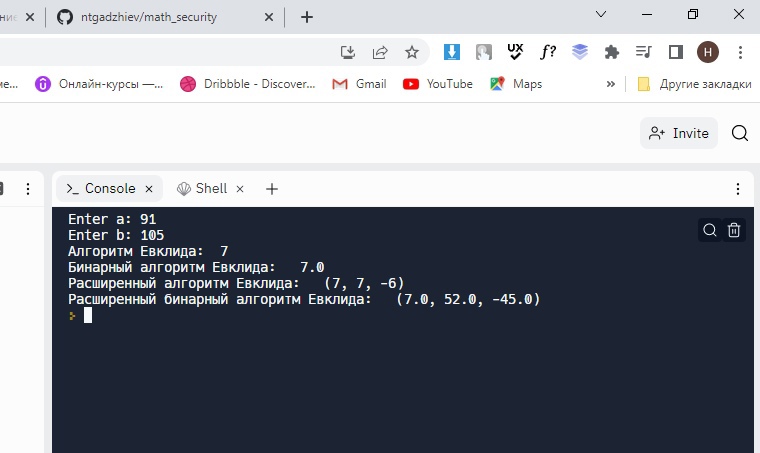 ние
ntgadzhiev/math_security
UX
f?
H
ме...
Онлайн-курсы —...
Dribbble - Discover...
Gmail
YouTube
Maps
»
Другие закладки
Invite
Console
Shell
Enter a: 91
Enter b: 105
Алгоритм Евклида:  7
Бинарный алгоритм Евклида:   7.0
Расширенный алгоритм Евклида:   (7, 7, -6)
Расширенный бинарный алгоритм Евклида:   (7.0, 52.0, -45.0)